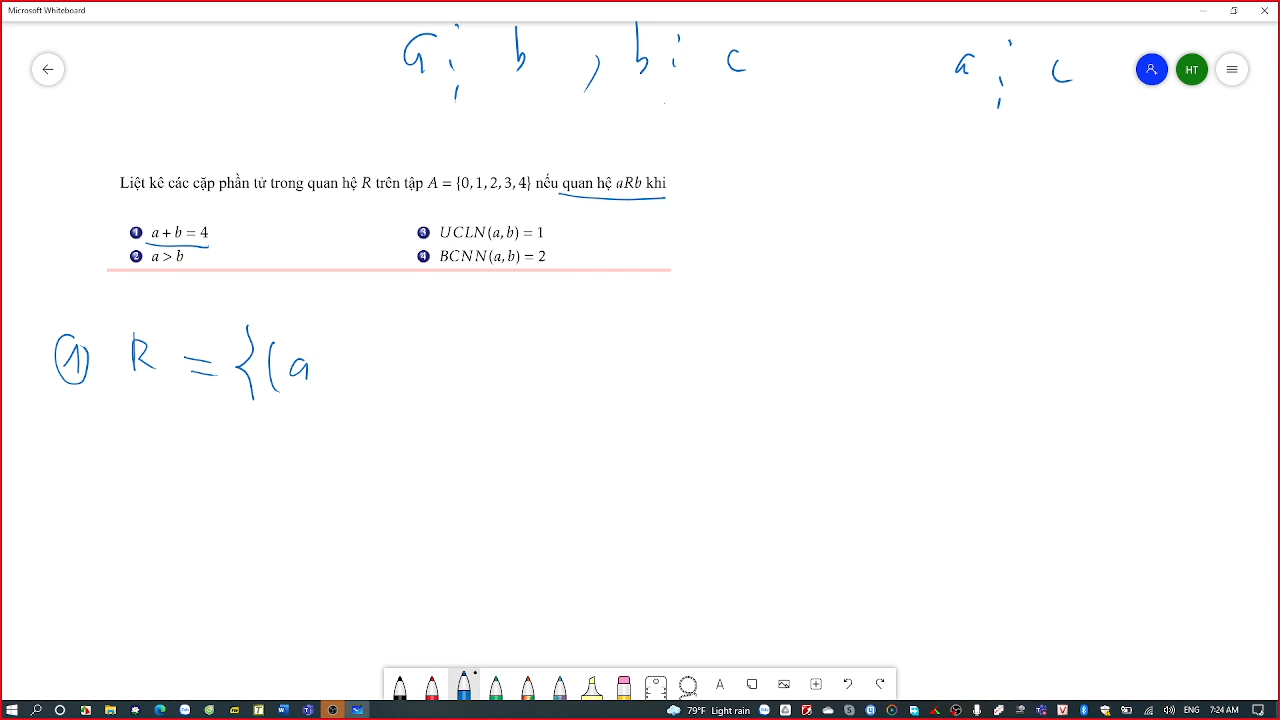 Microsoft Whiteboard
a ⋮ b , b ⋮ c a ⋮ c
HT
Liệt kê các cặp phần tử trong quan hệ R trên tập A = {0, 1, 2, 3, 4} nếu quan hệ aRb khi
1 a + b = 4
2 a > b
3 UCLN(a, b) = 1
4 BCNN(a, b) = 2
① R = {(a
79°F Light rain
ENG
7:24 AM